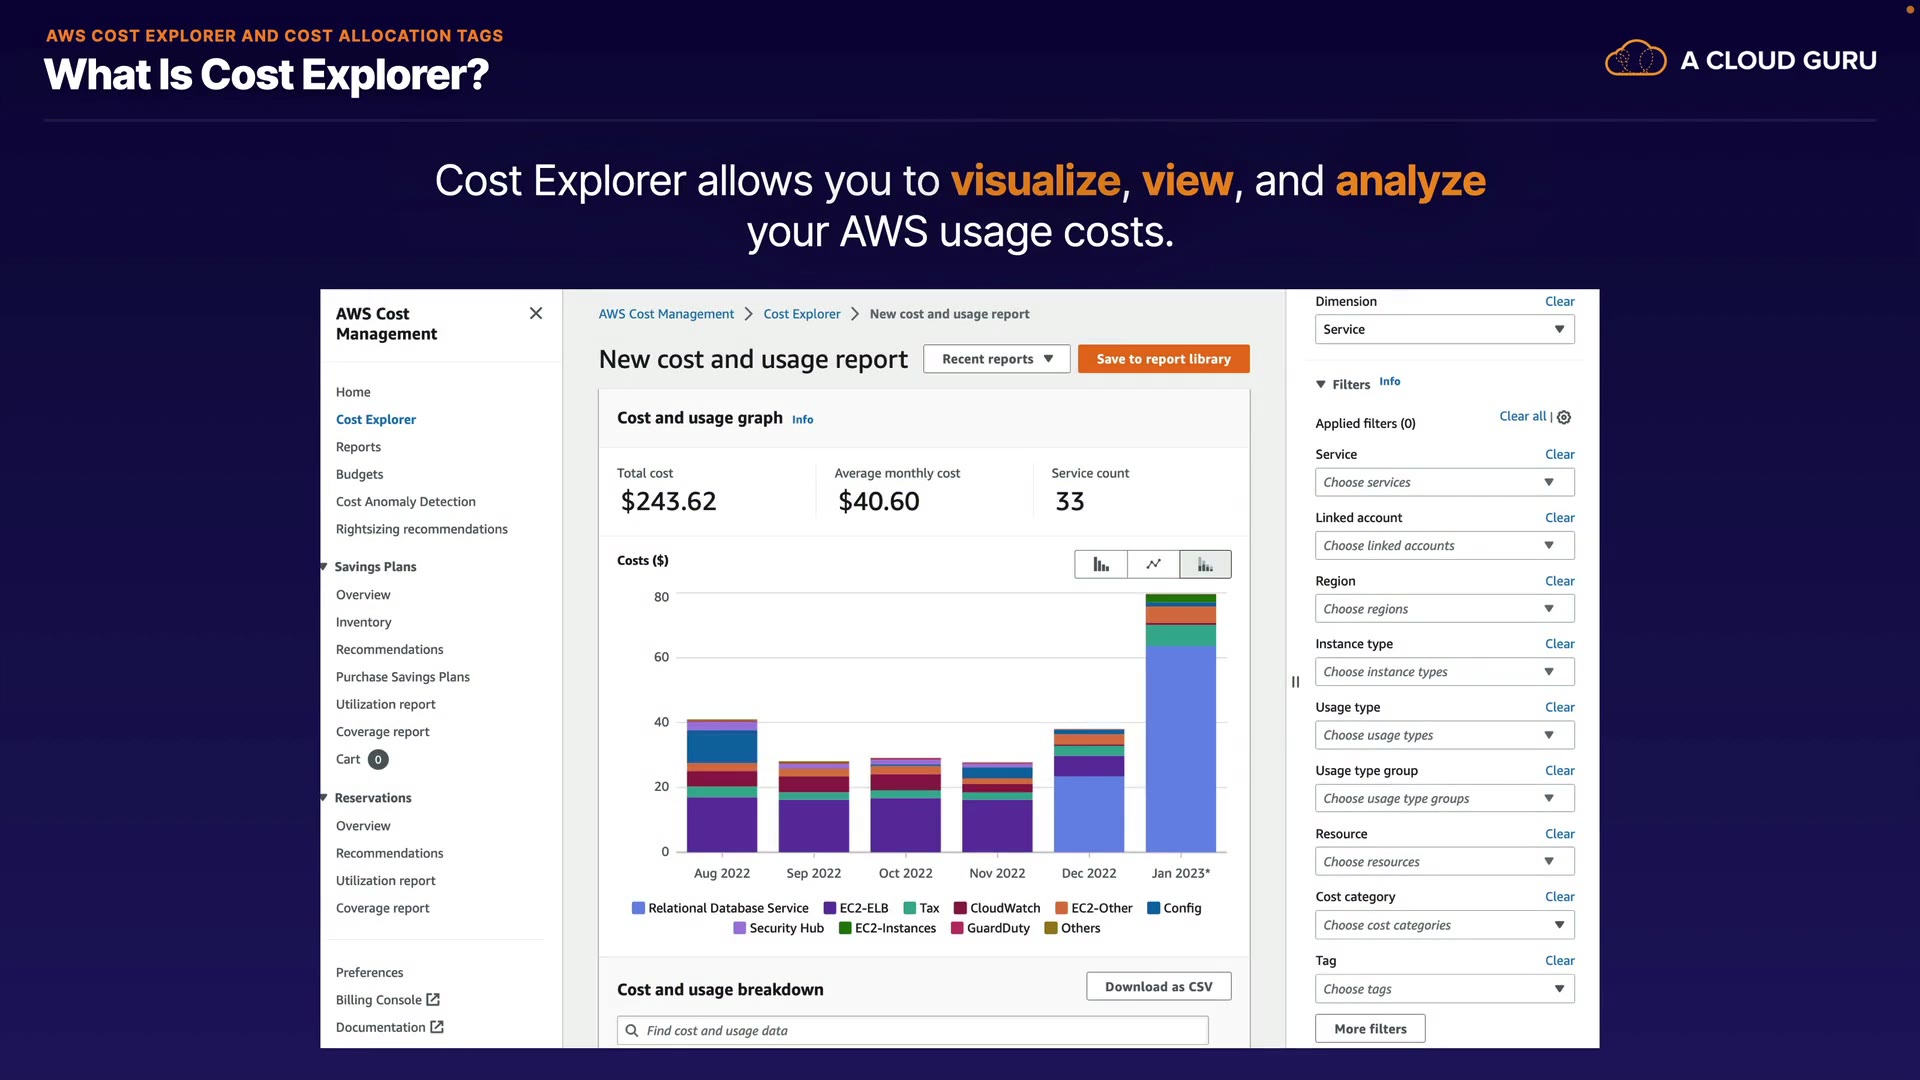 AWS COST EXPLORER AND COST ALLOCATION TAGS
What Is Cost Explorer?
A CLOUD GURU
Cost Explorer allows you to visualize, view, and analyze
your AWS usage costs.
AWS Cost
Management
Home
Cost Explorer
Reports
Budgets
Cost Anomaly Detection
Rightsizing recommendations
Savings Plans
Overview
Inventory
Recommendations
Purchase Savings Plans
Utilization report
Coverage report
Cart 0
Reservations
Overview
Recommendations
Utilization report
Coverage report
Preferences
Billing Console
Documentation
AWS Cost Management > Cost Explorer > New cost and usage report
New cost and usage report
Recent reports
Save to report library
Cost and usage graph Info
Total cost
$243.62
Average monthly cost
$40.60
Service count
33
Costs ($)
80
60
40
20
0
Aug 2022 Sep 2022 Oct 2022 Nov 2022 Dec 2022 Jan 2023*
Relational Database Service EC2-ELB Tax CloudWatch EC2-Other Config
Security Hub EC2-Instances GuardDuty Others
Cost and usage breakdown
Download as CSV
Find cost and usage data
Dimension Clear
Service
Filters Info
Applied filters (0) Clear all |
Service Clear
Choose services
Linked account Clear
Choose linked accounts
Region Clear
Choose regions
Instance type Clear
Choose instance types
Usage type Clear
Choose usage types
Usage type group Clear
Choose usage type groups
Resource Clear
Choose resources
Cost category Clear
Choose cost categories
Tag Clear
Choose tags
More filters